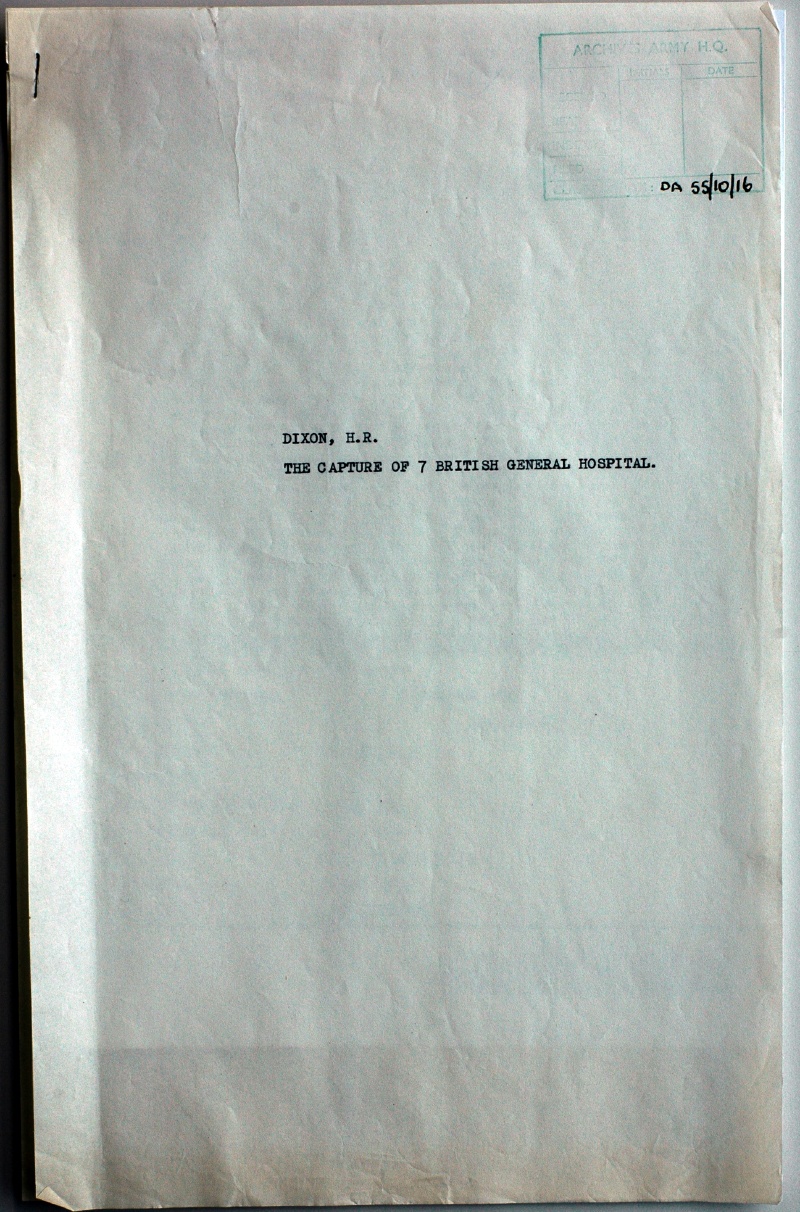 ARCHIVES ARMY H.Q.
INITIALS DATE
DA 55/10/16
DIXON, H.R.
THE CAPTURE OF 7 BRITISH GENERAL HOSPITAL.